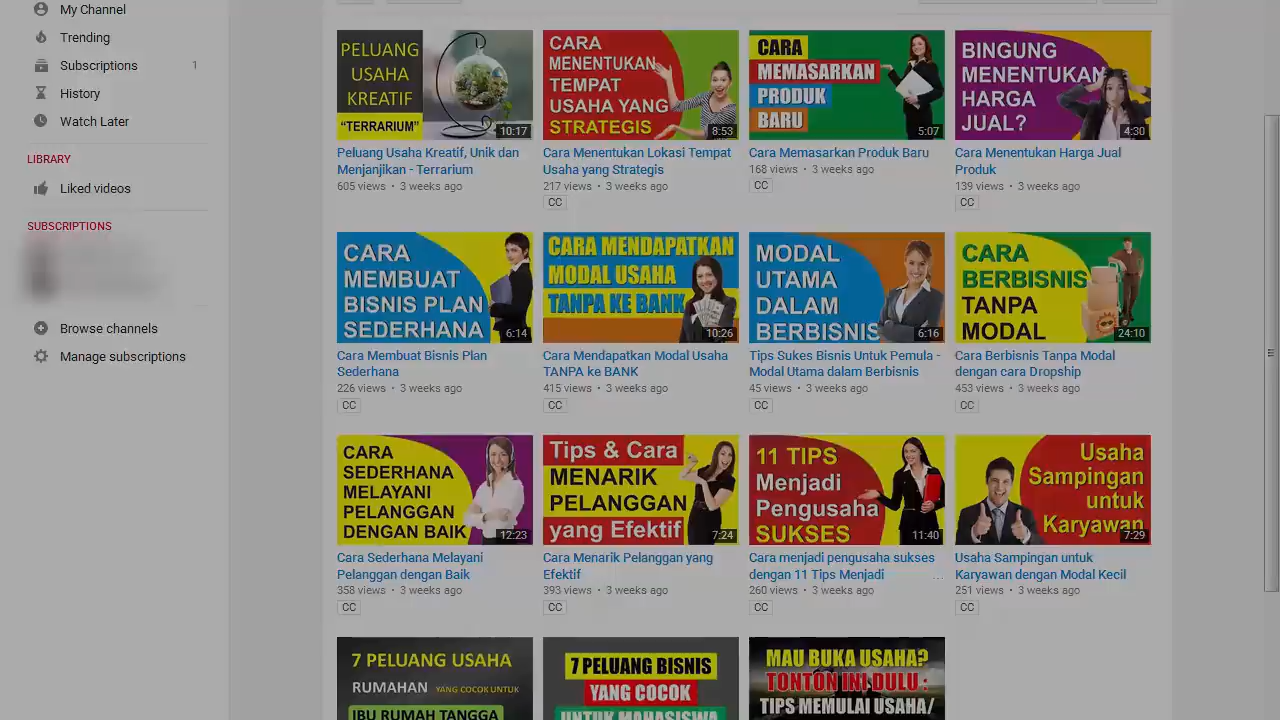 My Channel
Trending
Subscriptions 1
History
Watch Later
LIBRARY
Liked videos
SUBSCRIPTIONS
Browse channels
Manage subscriptions
PELUANG
USAHA
KREATIF
“TERRARIUM”
10:17
Peluang Usaha Kreatif, Unik dan
Menjanjikan - Terrarium
605 views • 3 weeks ago
CARA
MENENTUKAN
TEMPAT
USAHA YANG
STRATEGIS
8:53
Cara Menentukan Lokasi Tempat
Usaha yang Strategis
217 views • 3 weeks ago
CC
CARA
MEMASARKAN
PRODUK
BARU
5:07
Cara Memasarkan Produk Baru
168 views • 3 weeks ago
CC
BINGUNG
MENENTUKAN
HARGA
JUAL?
4:30
Cara Menentukan Harga Jual
Produk
139 views • 3 weeks ago
CC
CARA
MEMBUAT
BISNIS PLAN
SEDERHANA
6:14
Cara Membuat Bisnis Plan
Sederhana
226 views • 3 weeks ago
CC
CARA MENDAPATKAN
MODAL USAHA
TANPA KE BANK
10:26
Cara Mendapatkan Modal Usaha
TANPA ke BANK
415 views • 3 weeks ago
CC
MODAL
UTAMA
DALAM
BERBISNIS
6:16
Tips Sukes Bisnis Untuk Pemula -
Modal Utama dalam Berbisnis
45 views • 3 weeks ago
CC
CARA
BERBISNIS
TANPA
MODAL
24:10
Cara Berbisnis Tanpa Modal
dengan cara Dropship
453 views • 3 weeks ago
CC
CARA
SEDERHANA
MELAYANI
PELANGGAN
DENGAN BAIK
12:23
Cara Sederhana Melayani
Pelanggan dengan Baik
358 views • 3 weeks ago
CC
Tips & Cara
MENARIK
PELANGGAN
yang Efektif
7:24
Cara Menarik Pelanggan yang
Efektif
393 views • 3 weeks ago
CC
11 TIPS
Menjadi
Pengusaha
SUKSES
11:40
Cara menjadi pengusaha sukses
dengan 11 Tips Menjadi ...
260 views • 3 weeks ago
CC
Usaha
Sampingan
untuk
Karyawan
7:29
Usaha Sampingan untuk
Karyawan dengan Modal Kecil
251 views • 3 weeks ago
CC
7 PELUANG USAHA
RUMAHAN YANG COCOK UNTUK
IBU RUMAH TANGGA
7 PELUANG BISNIS
YANG COCOK
UNTUK MAHASISWA
MAU BUKA USAHA?
TONTON INI DULU :
TIPS MEMULAI USAHA/